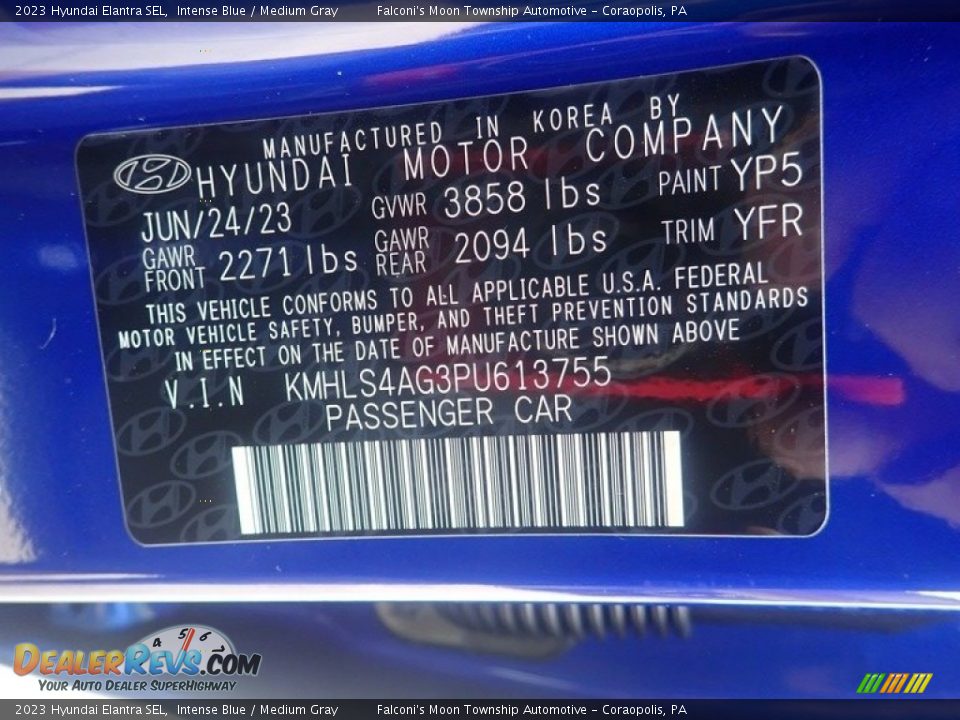 2023 Hyundai Elantra SEL, Intense Blue / Medium Gray Falconi's Moon Township Automotive - Coraopolis, PA
MANUFACTURED IN KOREA BY
HYUNDAI MOTOR COMPANY
JUN/24/23 GVWR 3858 lbs PAINT YP5
GAWR FRONT 2271 lbs GAWR REAR 2094 lbs TRIM YFR
THIS VEHICLE CONFORMS TO ALL APPLICABLE U.S.A. FEDERAL
MOTOR VEHICLE SAFETY, BUMPER, AND THEFT PREVENTION STANDARDS
IN EFFECT ON THE DATE OF MANUFACTURE SHOWN ABOVE
V.I.N KMHLS4AG3PU613755
PASSENGER CAR
4 5 6 7
DEALERREVS.COM
YOUR AUTO DEALER SUPERHIGHWAY
2023 Hyundai Elantra SEL, Intense Blue / Medium Gray Falconi's Moon Township Automotive - Coraopolis, PA